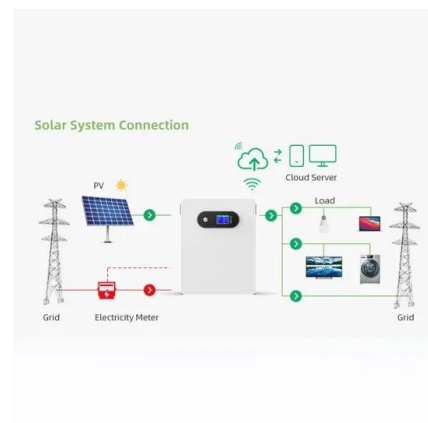 Solar System Connection
PV
Cloud Server
Load
Grid
Electricity Meter
Grid